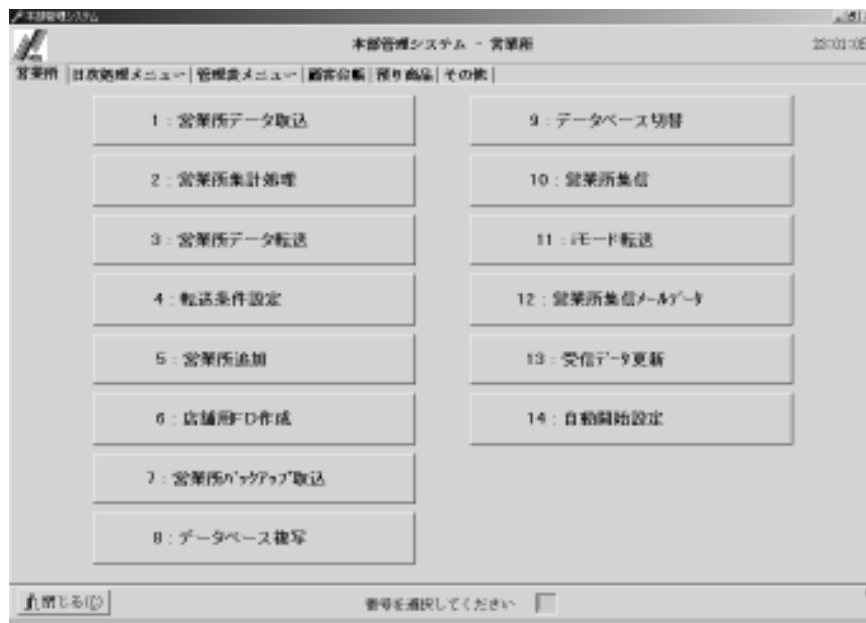 本部管理システム
本部管理システム - 営業所
営業所 日次処理メニュー 管理表メニュー 顧客台帳 預り商品 その他
1 : 営業所データ取込
2 : 営業所集計処理
3 : 営業所データ転送
4 : 転送条件設定
5 : 営業所追加
6 : 店舗用FD作成
7 : 営業所ﾊﾞｯｸｱｯﾌﾟ取込
8 : データベース複写
9 : データベース切替
10 : 営業所集信
11 : iモード転送
12 : 営業所集信ﾒｰﾙﾃﾞｰﾀ
13 : 受信ﾃﾞｰﾀ更新
14 : 自動開始設定
閉じる
番号を選択してください